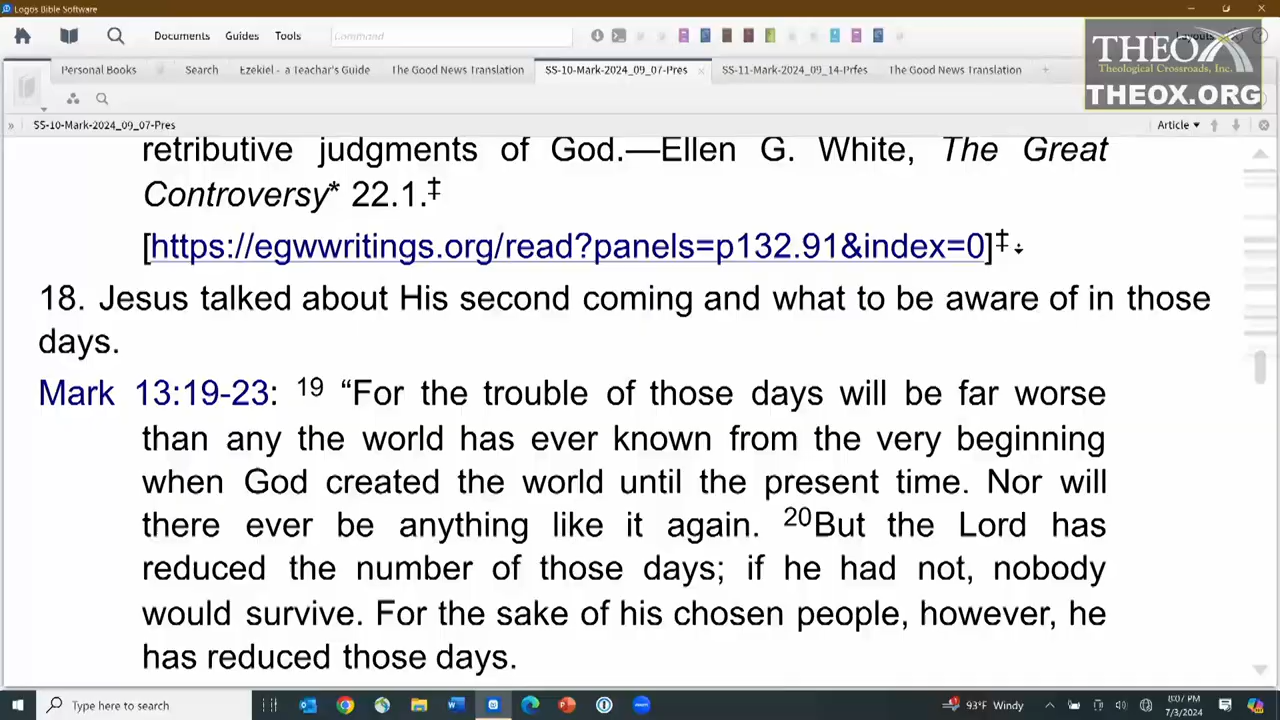 Logos Bible Software
Documents Guides Tools Command Layouts
THEOX
Theological Crossroads, Inc.
THEOX.ORG
Personal Books Search Ezekiel - a Teacher's Guide The Good News Translation SS-10-Mark-2024_09_07-Pres SS-11-Mark-2024_09_14-Prfes The Good News Translation
SS-10-Mark-2024_09_07-Pres Article
retributive judgments of God.—Ellen G. White, The Great
Controversy* 22.1.‡
[https://egwwritings.org/read?panels=p132.91&index=0]‡
18. Jesus talked about His second coming and what to be aware of in those
days.
Mark 13:19-23: 19 “For the trouble of those days will be far worse
than any the world has ever known from the very beginning
when God created the world until the present time. Nor will
there ever be anything like it again. 20But the Lord has
reduced the number of those days; if he had not, nobody
would survive. For the sake of his chosen people, however, he
has reduced those days.
Type here to search 93°F Windy 8:07 PM
7/3/2024